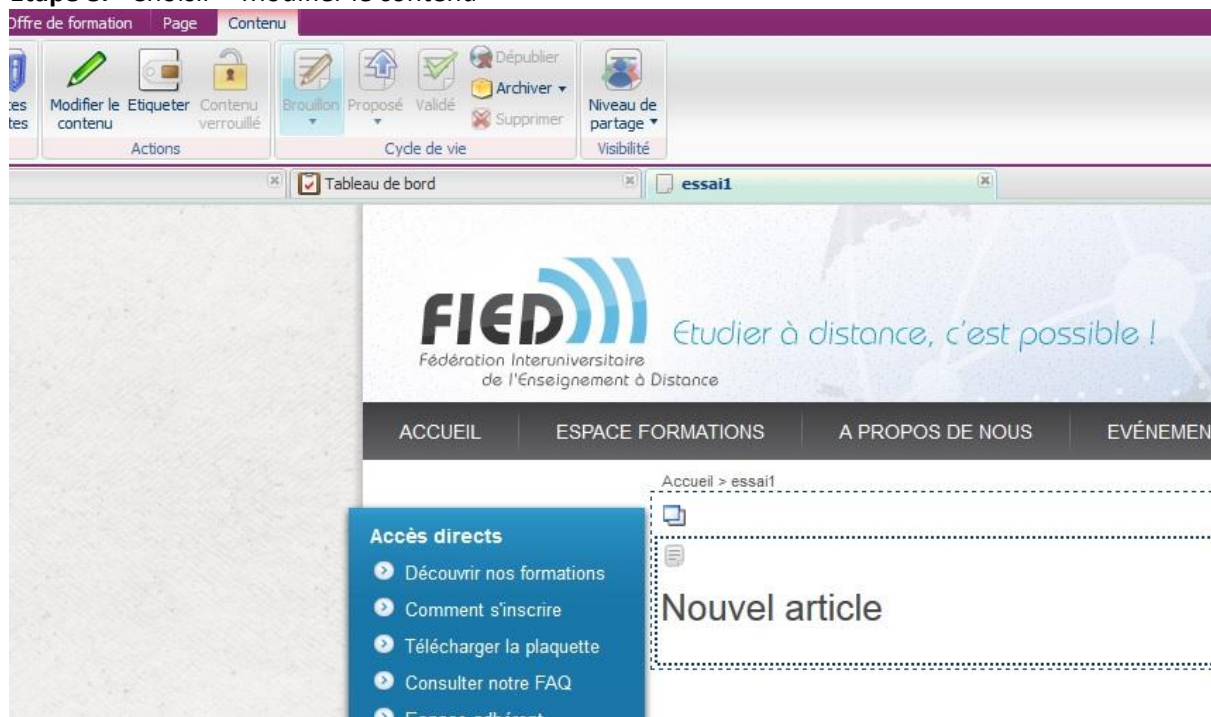 Offre de formation Page Contenu
Modifier le contenu
Etiqueter
Contenu verrouillé
Actions
Brouillon
Proposé
Validé
Dépublier
Archiver
Supprimer
Cycle de vie
Niveau de partage
Visibilité
Tableau de bord
essai1
FIED
Fédération Interuniversitaire
de l'Enseignement à Distance
Etudier à distance, c'est possible !
ACCUEIL ESPACE FORMATIONS A PROPOS DE NOUS
Accueil > essai1
Accès directs
Découvrir nos formations
Comment s'inscrire
Télécharger la plaquette
Consulter notre FAQ
Nouvel article